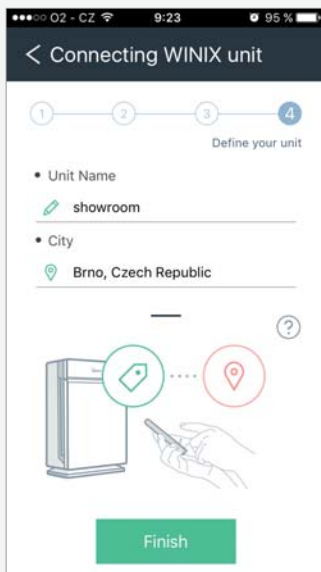 O2 - CZ 9:23 95 %
Connecting WINIX unit
1 2 3 4
Define your unit
• Unit Name
showroom
• City
Brno, Czech Republic
?
Finish